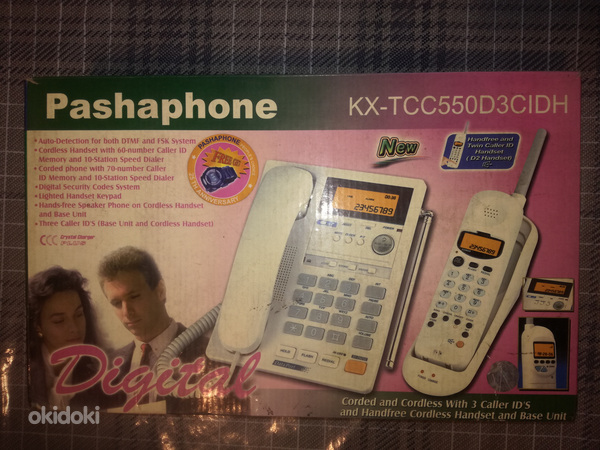 Pashaphone
KX-TCC550D3CIDH
• Auto-Detection for both DTMF and FSK System
• Cordless Handset with 60-number Caller ID
Memory and 10-Station Speed Dialer
• Corded phone with 70-number Caller
ID Memory and 10-Station Speed Dialer
• Digital Security Codes System
• Lighted Handset Keypad
• Hands-free Speaker Phone on Cordless Handset
and Base Unit
• Three Caller ID'S (Base Unit and Cordless Handset)
PASHAPHONE
ANNIVERSARY
New
Handfree and
Twin Caller ID
Handset
( D2 Handset)
23456789
HOLD
FLASH
Digital
Corded and Cordless With 3 Caller ID'S
and Handfree Cordless Handset and Base Unit
okidoki